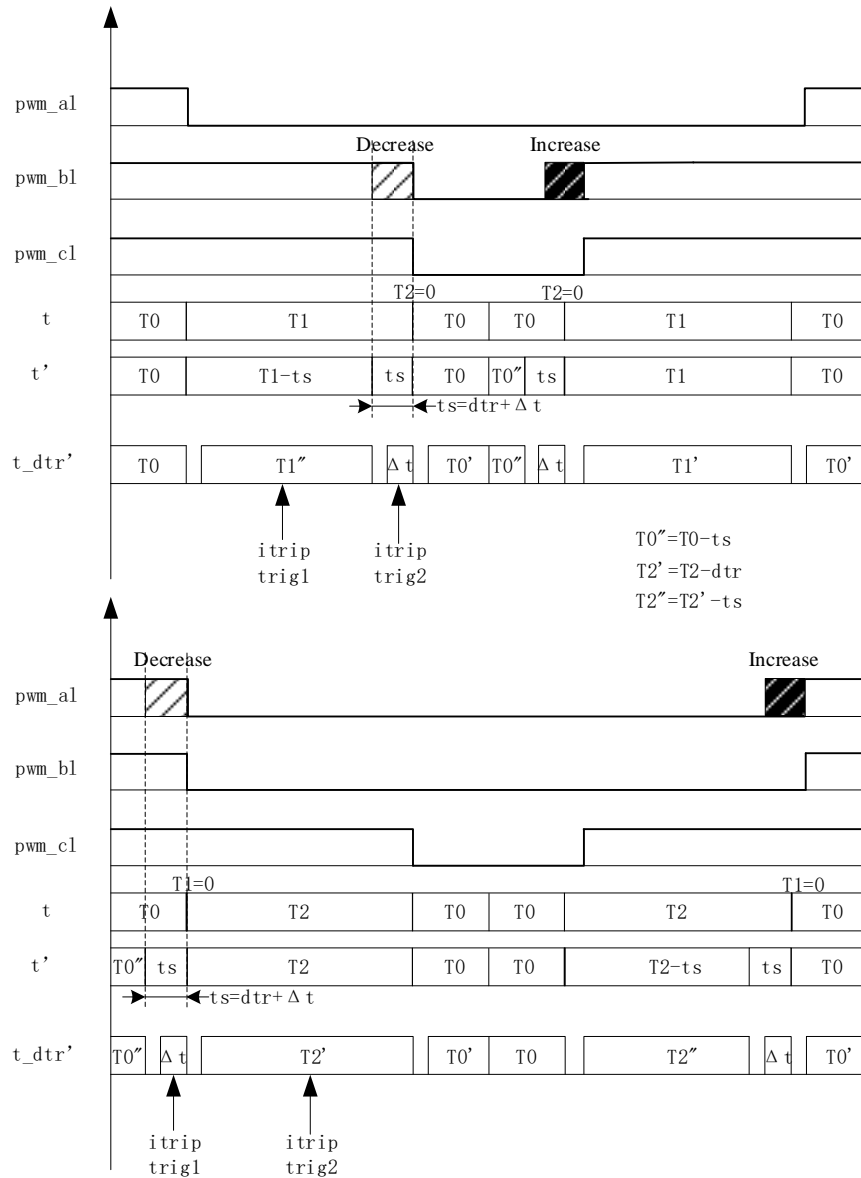 pwm_al
Decrease Increase
pwm_bl
pwm_cl
T2=0 T2=0
t T0 T1 T0 T0 T1 T0
t’ T0 T1-ts ts T0 T0″ ts T1 T0
ts=dtr+Δt
t_dtr’ T0 T1″ Δt T0’ T0″ Δt T1’ T0’
itrip itrip
trig1 trig2
T0″=T0-ts
T2’=T2-dtr
T2″=T2’-ts
Decrease Increase
pwm_al
pwm_bl
pwm_cl
T1=0 T1=0
t T0 T2 T0 T0 T2 T0
t’ T0″ ts T2 T0 T0 T2-ts ts T0
ts=dtr+Δt
t_dtr’ T0″ Δt T2’ T0’ T0 T2″ Δt T0’
itrip itrip
trig1 trig2